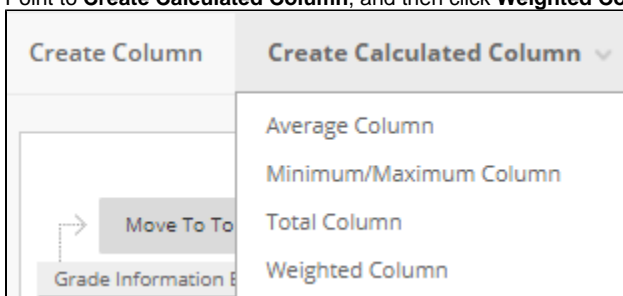 Point to Create Calculated Column, and then click Weighted Co
Create Column Create Calculated Column
Average Column
Minimum/Maximum Column
Move To To
Total Column
Grade Information
Weighted Column